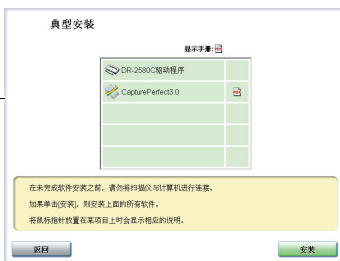 典型安装
显示手册:
DR-2580C驱动程序
CapturePerfect3.0
在未完成软件安装之前，请勿将扫描仪与计算机进行连接。
如果单击[安装]，则安装上面的所有软件。
将鼠标指针放置在某项目上时会显示相应的说明。
返回
安装